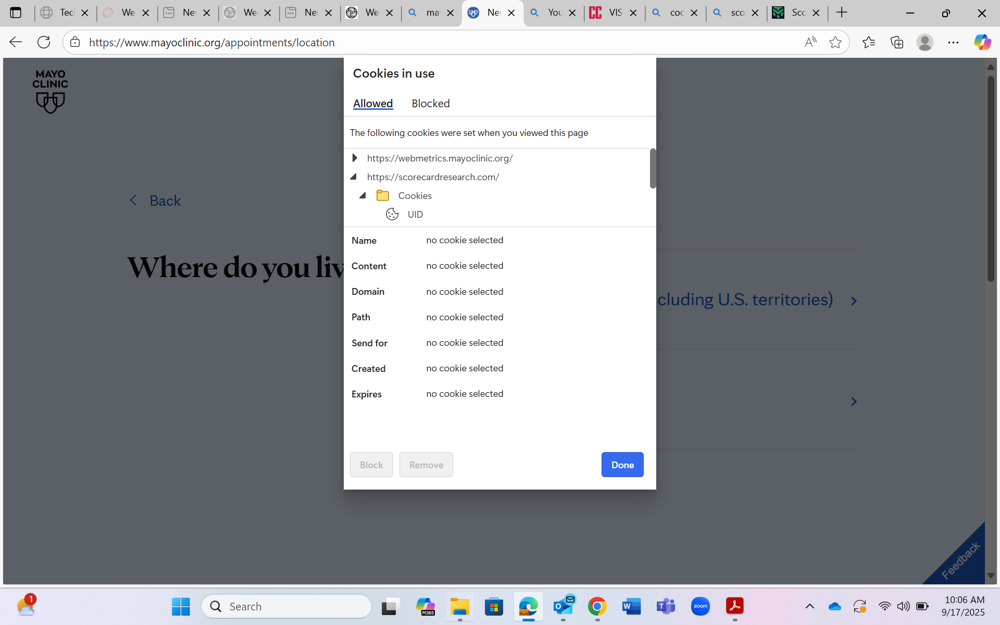 Tec
We
Ne
We
Ne
We
ma
Ne
You
VIS
coc
sco
Sco
https://www.mayoclinic.org/appointments/location
MAYO
CLINIC
Cookies in use
Allowed Blocked
The following cookies were set when you viewed this page
https://webmetrics.mayoclinic.org/
https://scorecardresearch.com/
Cookies
UID
Back
Where do you liv
cluding U.S. territories)
Name no cookie selected
Content no cookie selected
Domain no cookie selected
Path no cookie selected
Send for no cookie selected
Created no cookie selected
Expires no cookie selected
Block Remove Done
Feedback
1
Search
M365
zoom
10:06 AM
9/17/2025